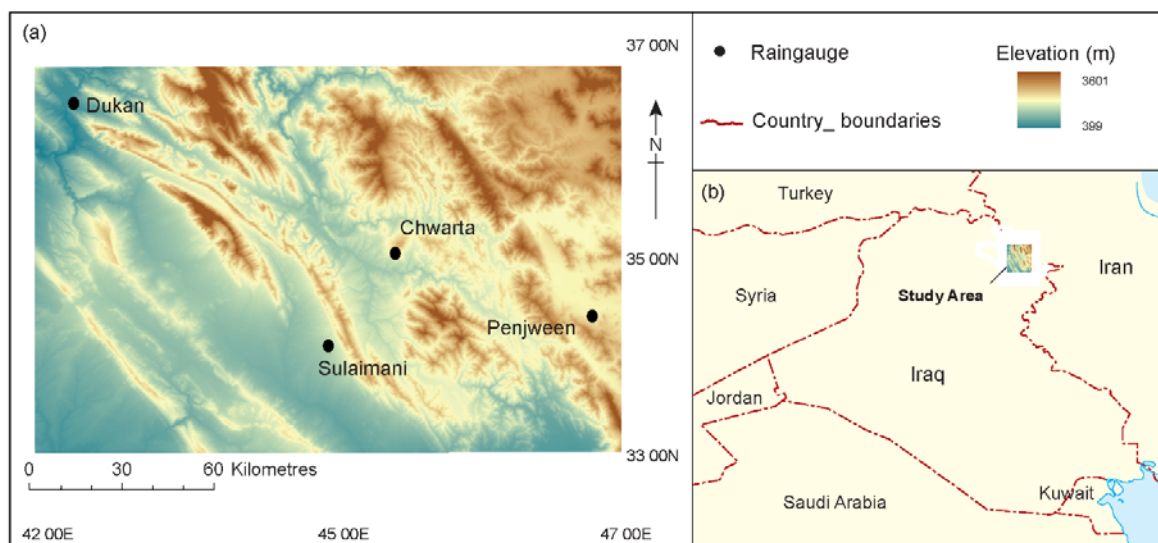 (a)
37 00N
Dukan
N
Chwarta
35 00N
Penjween
Sulaimani
33 00N
0 30 60 Kilometres
42 00E 45 00E 47 00E
Raingauge
Elevation (m)
3601
Country_ boundaries
399
(b)
Turkey
Iran
Syria
Study Area
Iraq
Jordan
Kuwait
Saudi Arabia